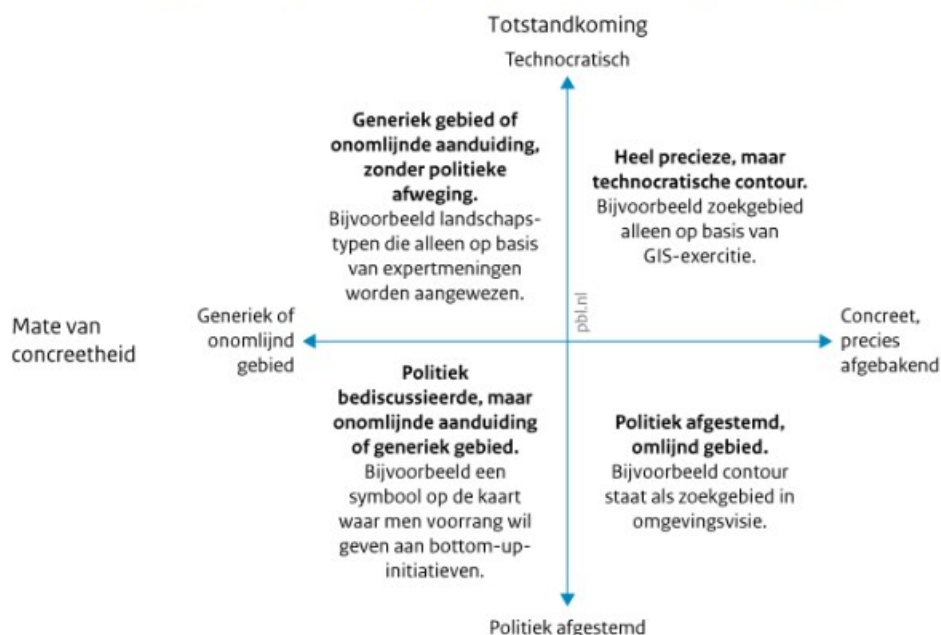 Totstandkoming
Technocratisch
Generiek gebied of
onomlijnde aanduiding,
zonder politieke
afweging.
Bijvoorbeeld landschaps-
typen die alleen op basis
van expertmeningen
worden aangewezen.
Heel precieze, maar
technocratische contour.
Bijvoorbeeld zoekgebied
alleen op basis van
GIS-exercitie.
pbl.nl
Mate van
concreetheid
Generiek of
onomlijnd
gebied
Concreet,
precies
afgebakend
Politiek
bediscussieerde, maar
onomlijnde aanduiding
of generiek gebied.
Bijvoorbeeld een
symbool op de kaart
waar men voorrang wil
geven aan bottom-up-
initiatieven.
Politiek afgestemd,
omlijnd gebied.
Bijvoorbeeld contour
staat als zoekgebied in
omgevingsvisie.
Politiek afgestemd